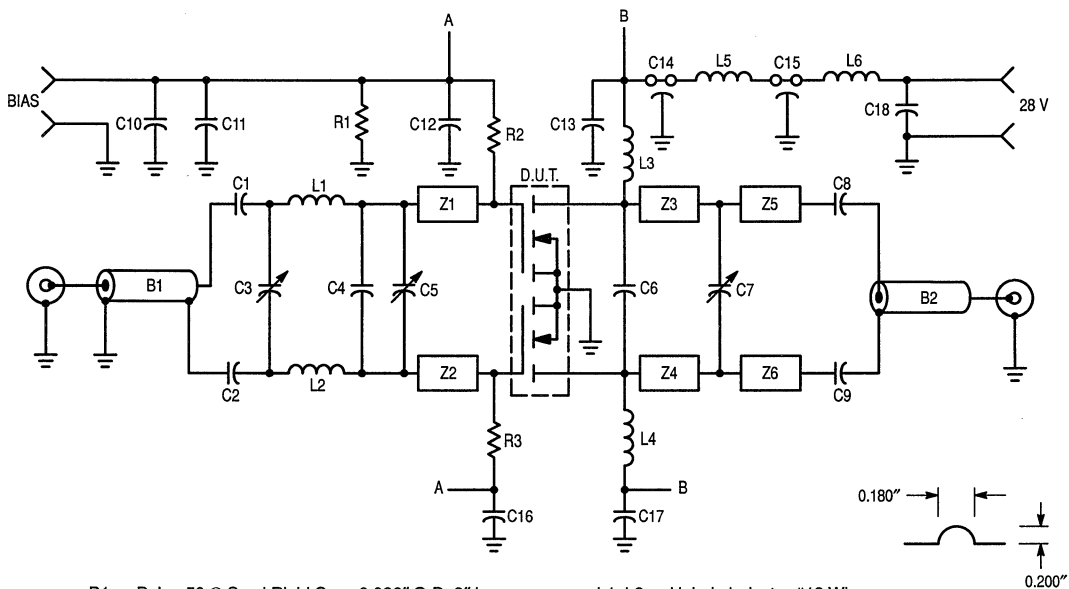 A
B
C14
L5
C15
L6
BIAS
C10
C11
R1
C12
R2
C13
L3
C18
28 V
D.U.T.
C1
L1
Z1
Z3
Z5
C8
B1
C3
C4
C5
C6
C7
B2
C2
L2
Z2
Z4
Z6
C9
R3
L4
A
B
C16
C17
0.180″
0.200″